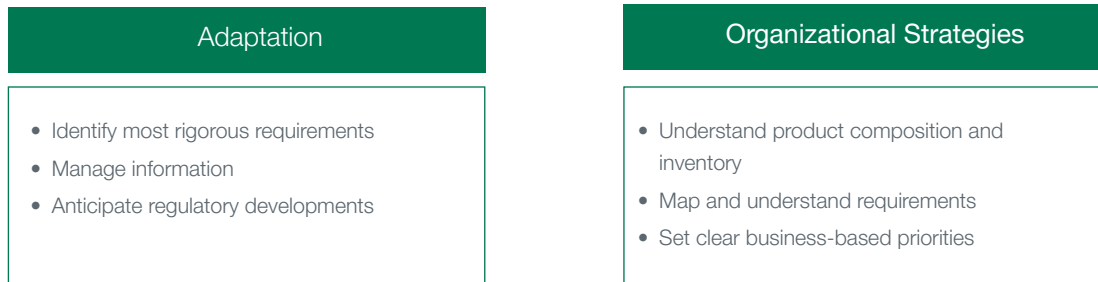 Adaptation
• Identify most rigorous requirements
• Manage information
• Anticipate regulatory developments
Organizational Strategies
• Understand product composition and
inventory
• Map and understand requirements
• Set clear business-based priorities